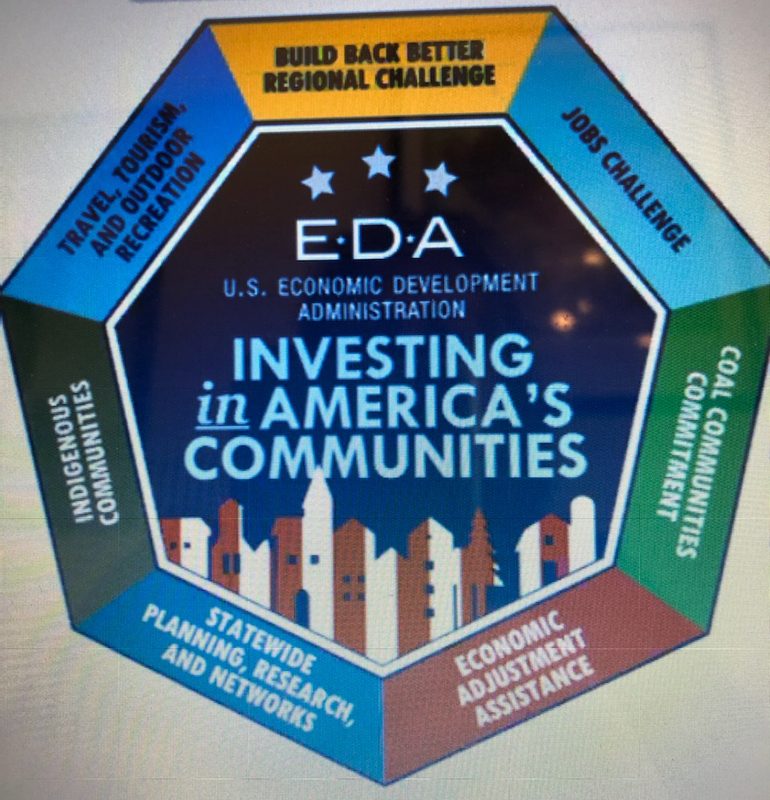 BUILD BACK BETTER
REGIONAL CHALLENGE
JOBS CHALLENGE
COAL COMMUNITIES
COMMITMENT
ECONOMIC
ADJUSTMENT
ASSISTANCE
STATEWIDE
PLANNING, RESEARCH,
AND NETWORKS
INDIGENOUS
COMMUNITIES
TRAVEL, TOURISM,
AND OUTDOOR
RECREATION
E·D·A
U.S. ECONOMIC DEVELOPMENT
ADMINISTRATION
INVESTING
in AMERICA'S
COMMUNITIES